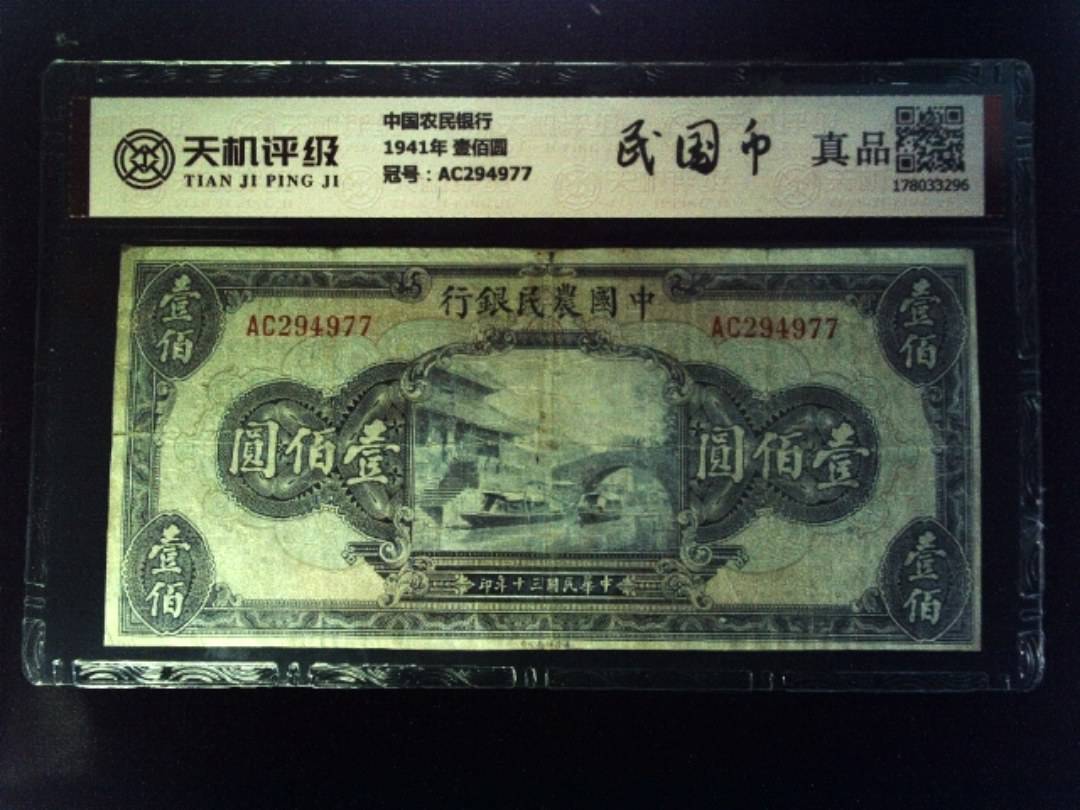 天机评级
TIAN JI PING JI
中国农民银行
1941年 壹佰圆
冠号：AC294977
民国币
真品
178033296
行銀民農國中
壹佰
壹佰
AC294977
AC294977
圓佰壹
圓佰壹
壹佰
壹佰
印年十三國民華中